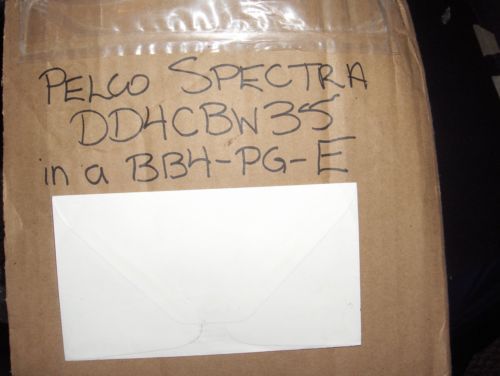 PELCO SPECTRA
DD4CBW35
in a BB4-PG-E